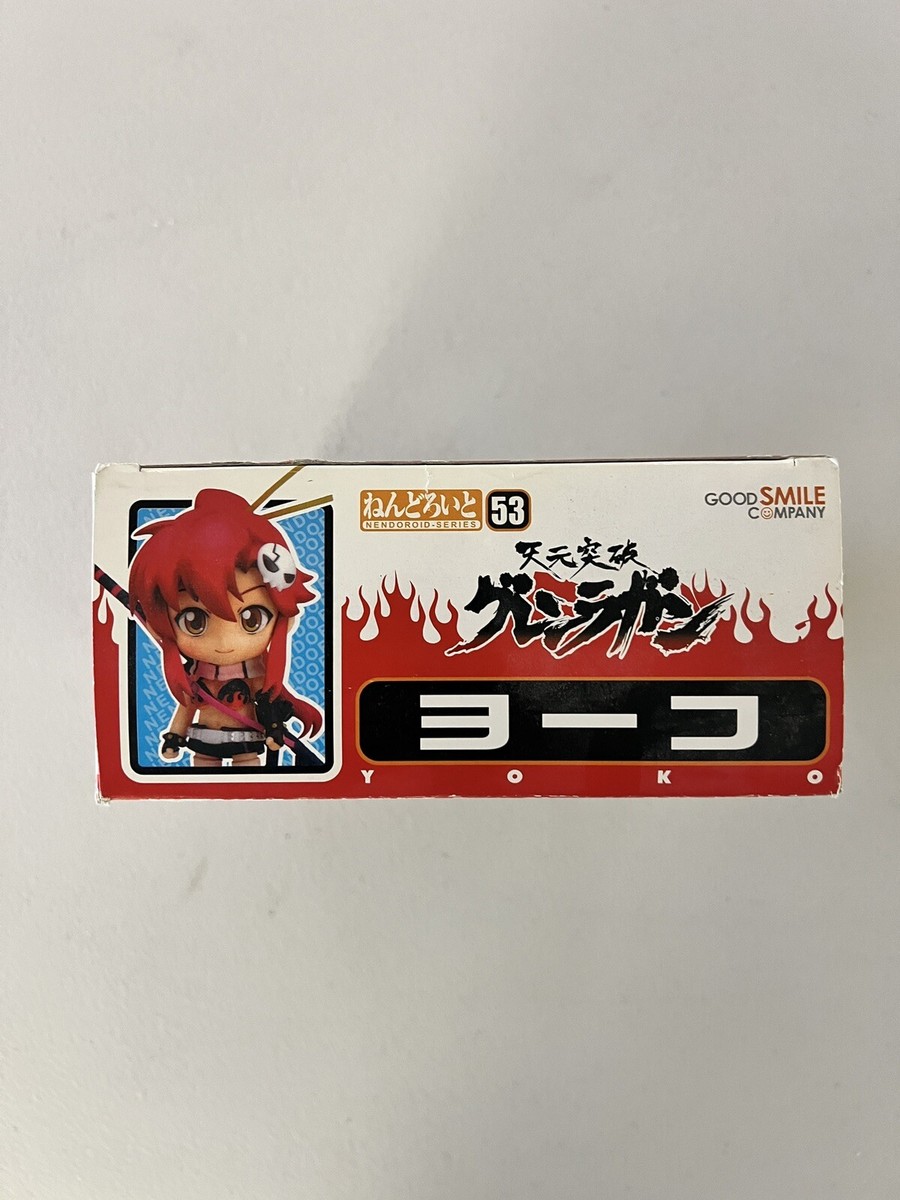 ねんどろいど
NENDOROID-SERIES
53
GOOD SMILE
COMPANY
天元突破
グレンラガン
ヨーコ
YOKO